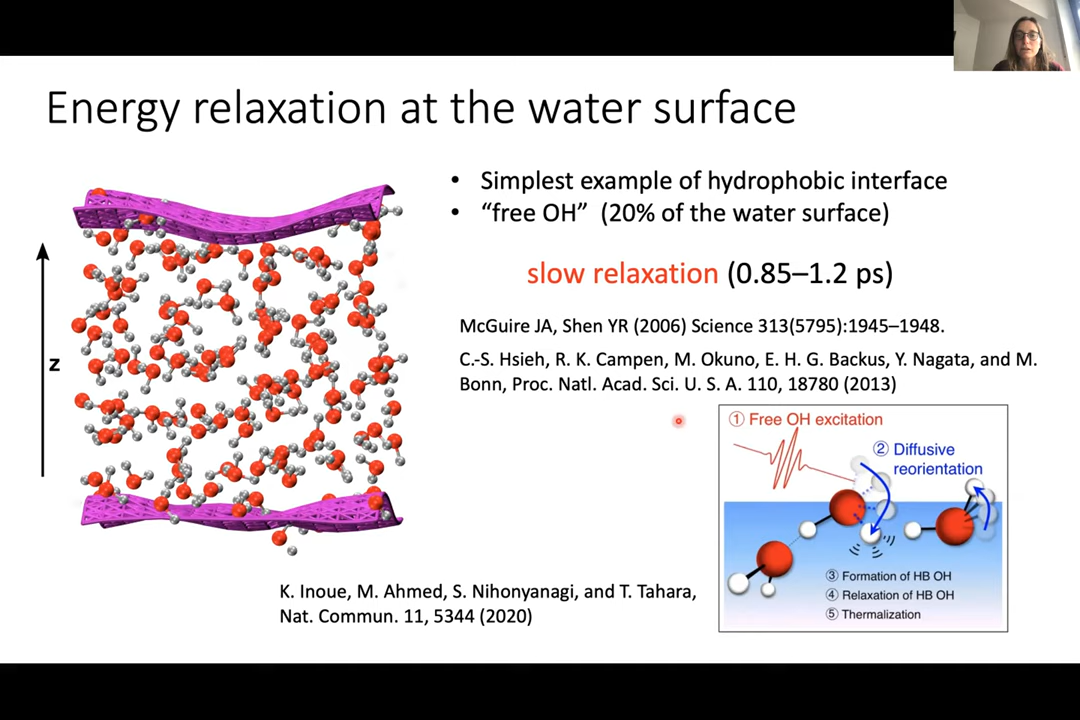 Energy relaxation at the water surface
• Simplest example of hydrophobic interface
• “free OH” (20% of the water surface)
slow relaxation (0.85–1.2 ps)
McGuire JA, Shen YR (2006) Science 313(5795):1945–1948.
C.-S. Hsieh, R. K. Campen, M. Okuno, E. H. G. Backus, Y. Nagata, and M.
Bonn, Proc. Natl. Acad. Sci. U. S. A. 110, 18780 (2013)
z
① Free OH excitation
② Diffusive
reorientation
③ Formation of HB OH
④ Relaxation of HB OH
⑤ Thermalization
K. Inoue, M. Ahmed, S. Nihonyanagi, and T. Tahara,
Nat. Commun. 11, 5344 (2020)